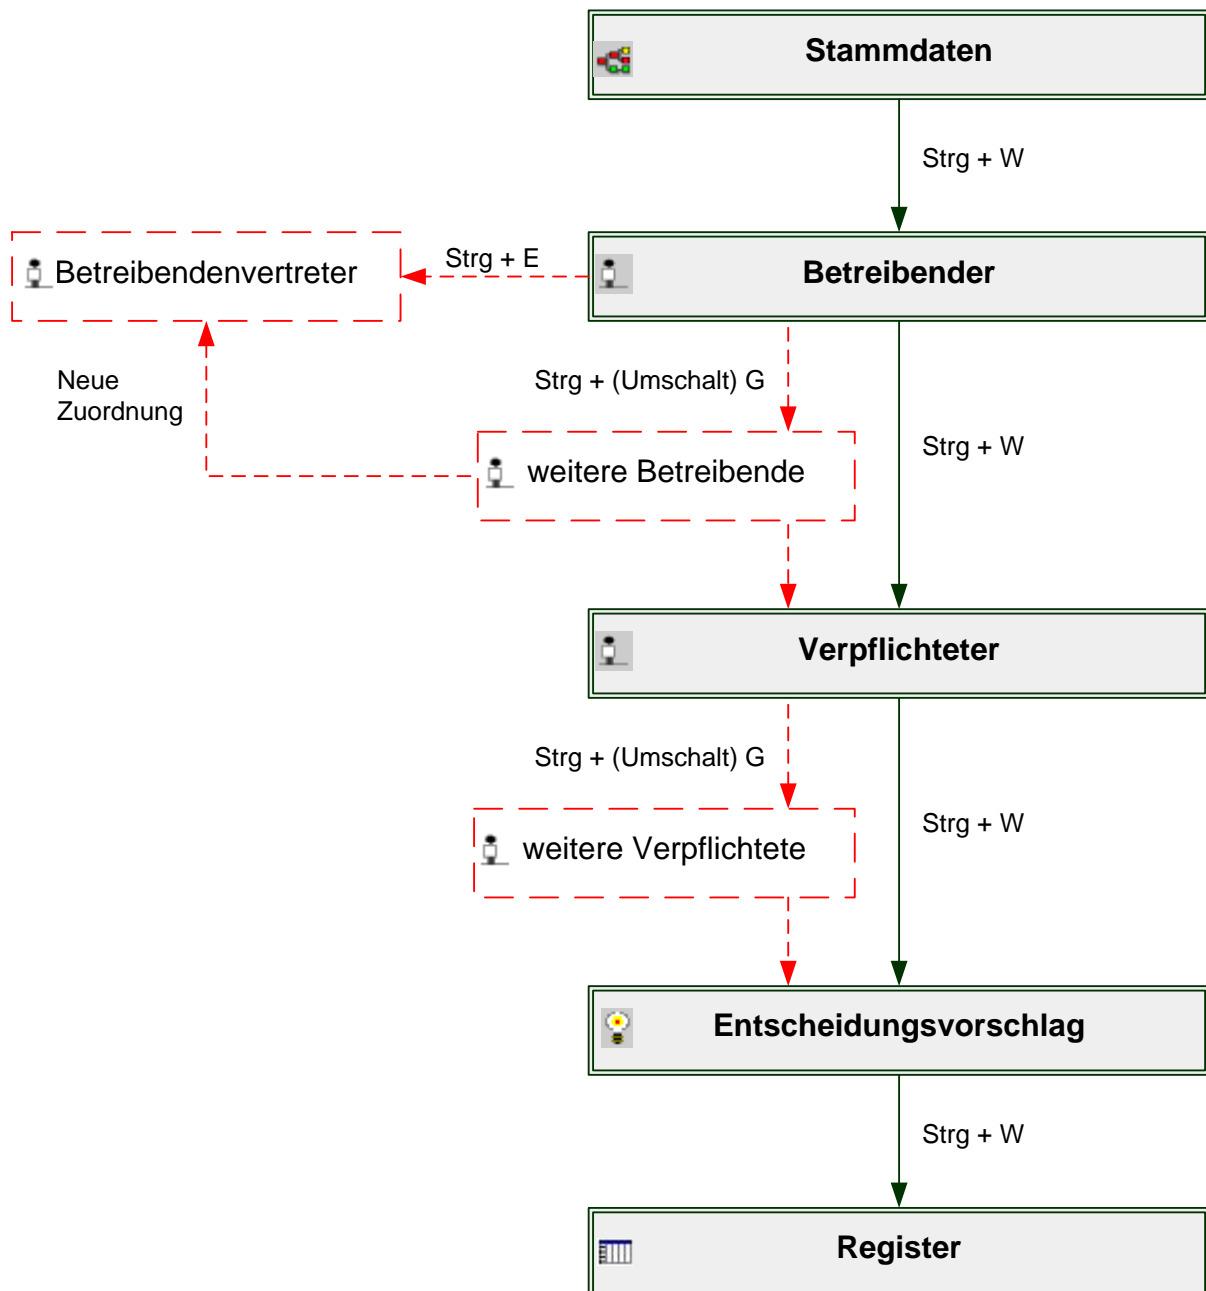 Stammdaten
Strg + W
Betreibendenvertreter
Strg + E
Betreibender
Neue
Zuordnung
Strg + (Umschalt) G
Strg + W
weitere Betreibende
Verpflichteter
Strg + (Umschalt) G
Strg + W
weitere Verpflichtete
Entscheidungsvorschlag
Strg + W
Register